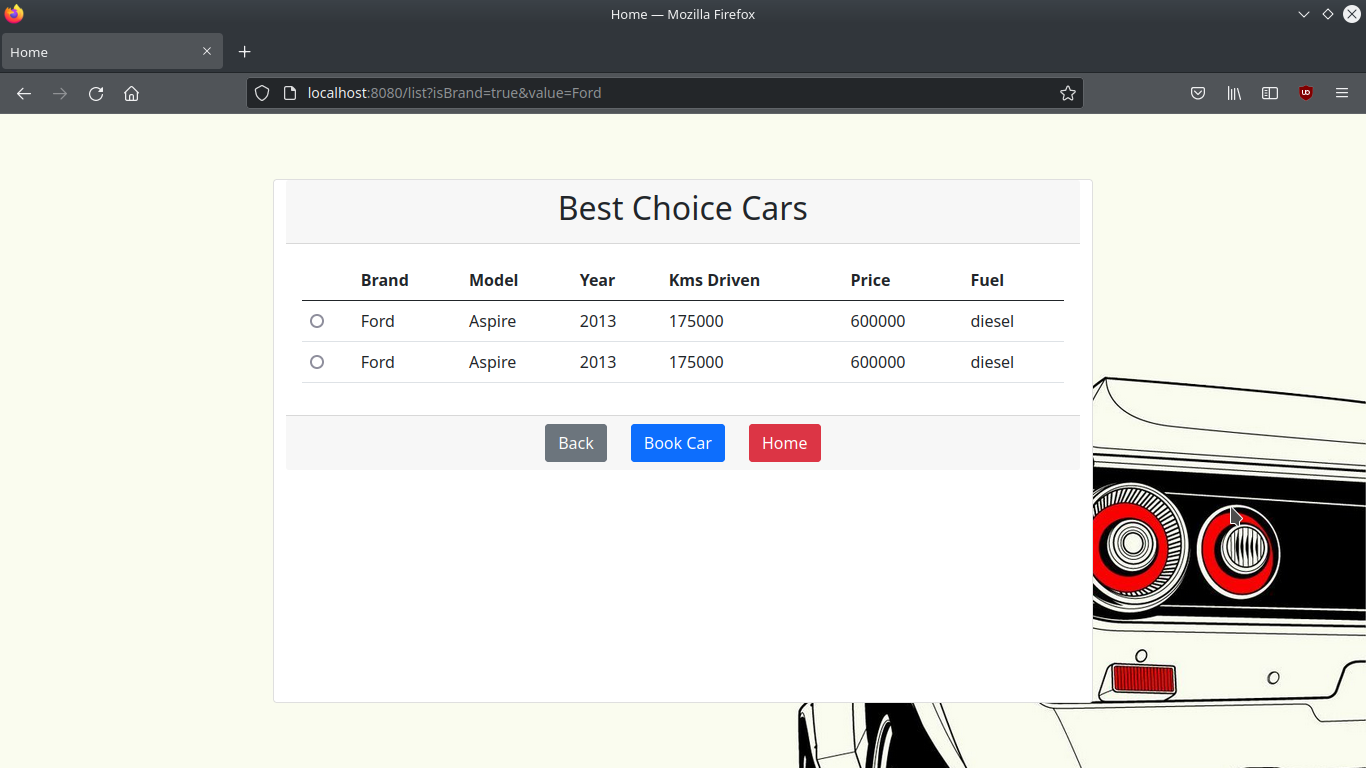 Home — Mozilla Firefox
Home
localhost:8080/list?isBrand=true&value=Ford
Best Choice Cars
Brand Model Year Kms Driven Price Fuel
Ford Aspire 2013 175000 600000 diesel
Ford Aspire 2013 175000 600000 diesel
Back Book Car Home